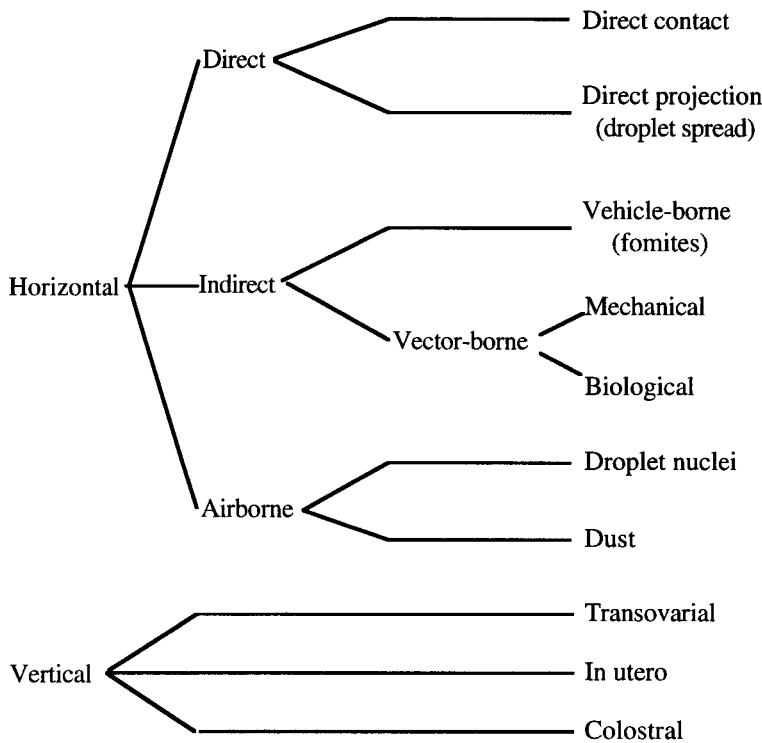 Direct contact
Direct
Direct projection
(droplet spread)
Vehicle-borne
(fomites)
Horizontal
Indirect
Mechanical
Vector-borne
Biological
Droplet nuclei
Airborne
Dust
Transovarial
Vertical
In utero
Colostral